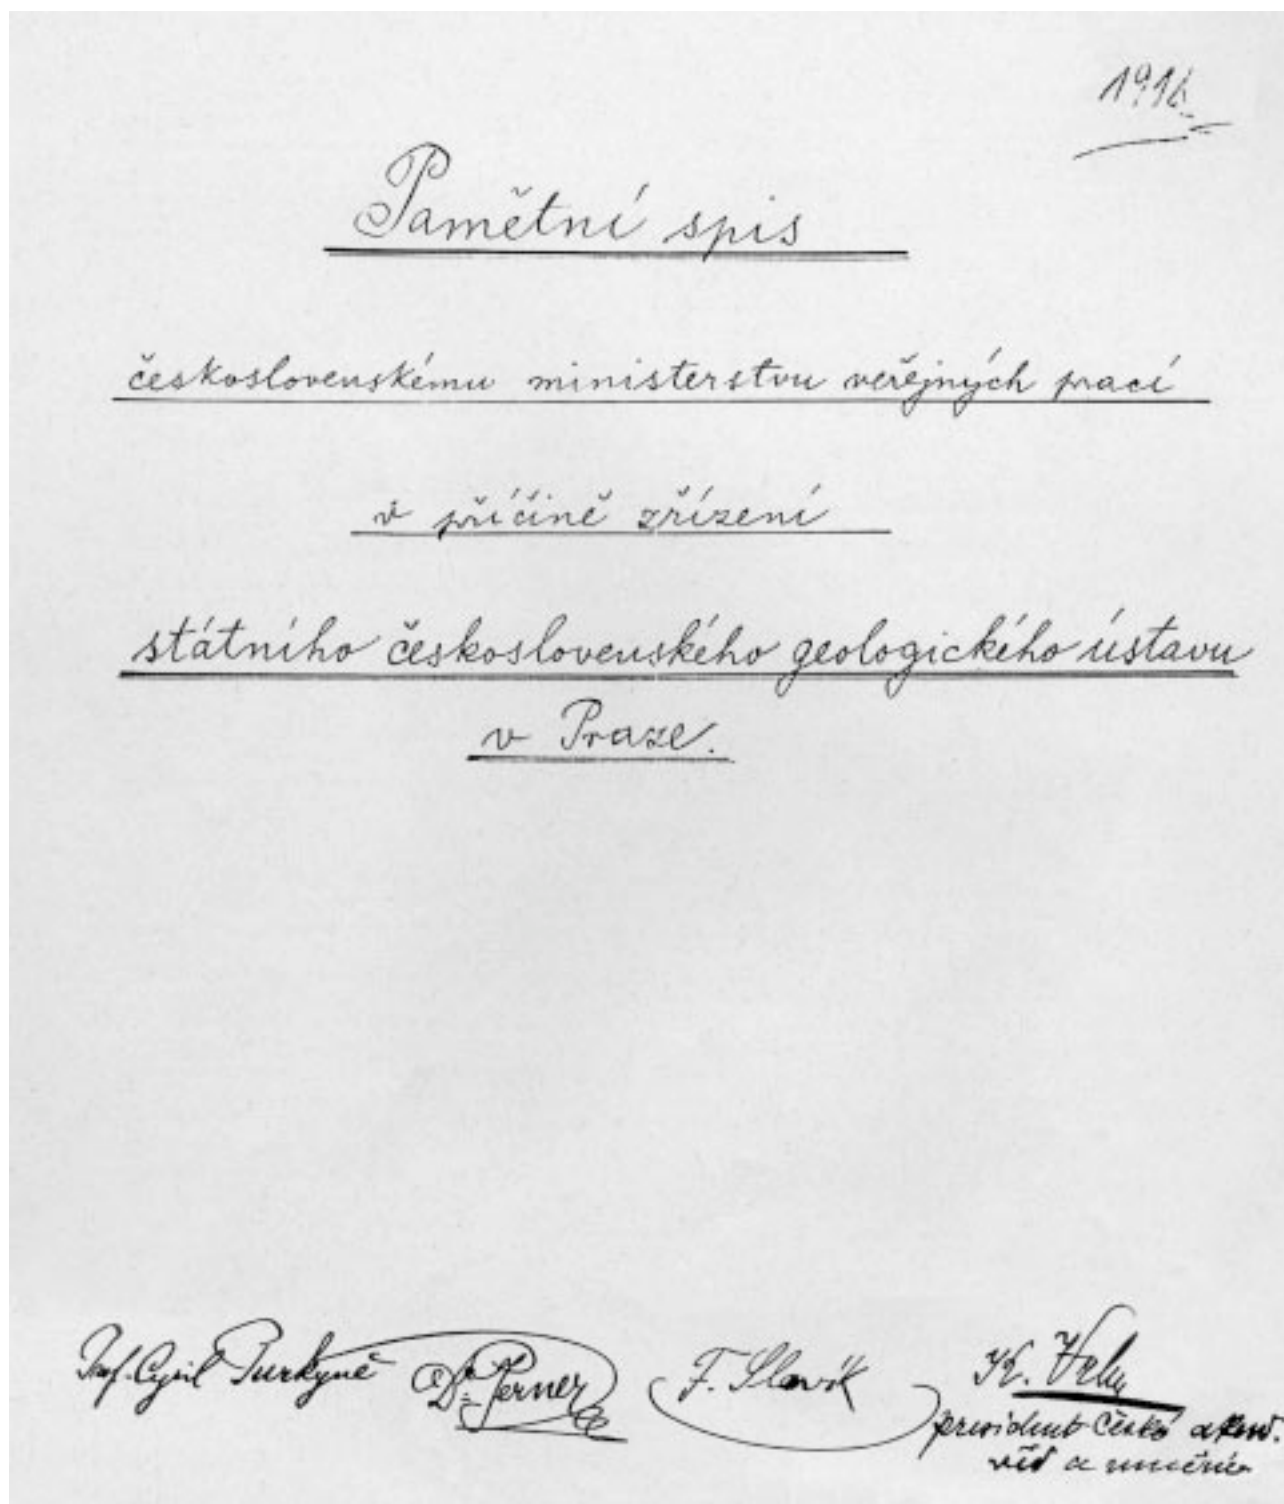 1918.
Pamětní spis
československému ministerstvu veřejných prací
v příčině zřízení
státního československého geologického ústavu
v Praze.
Prof. Cyril Purkyně Dr. Perner F. Slavík K. Vrba
president České akad.
věd a umění